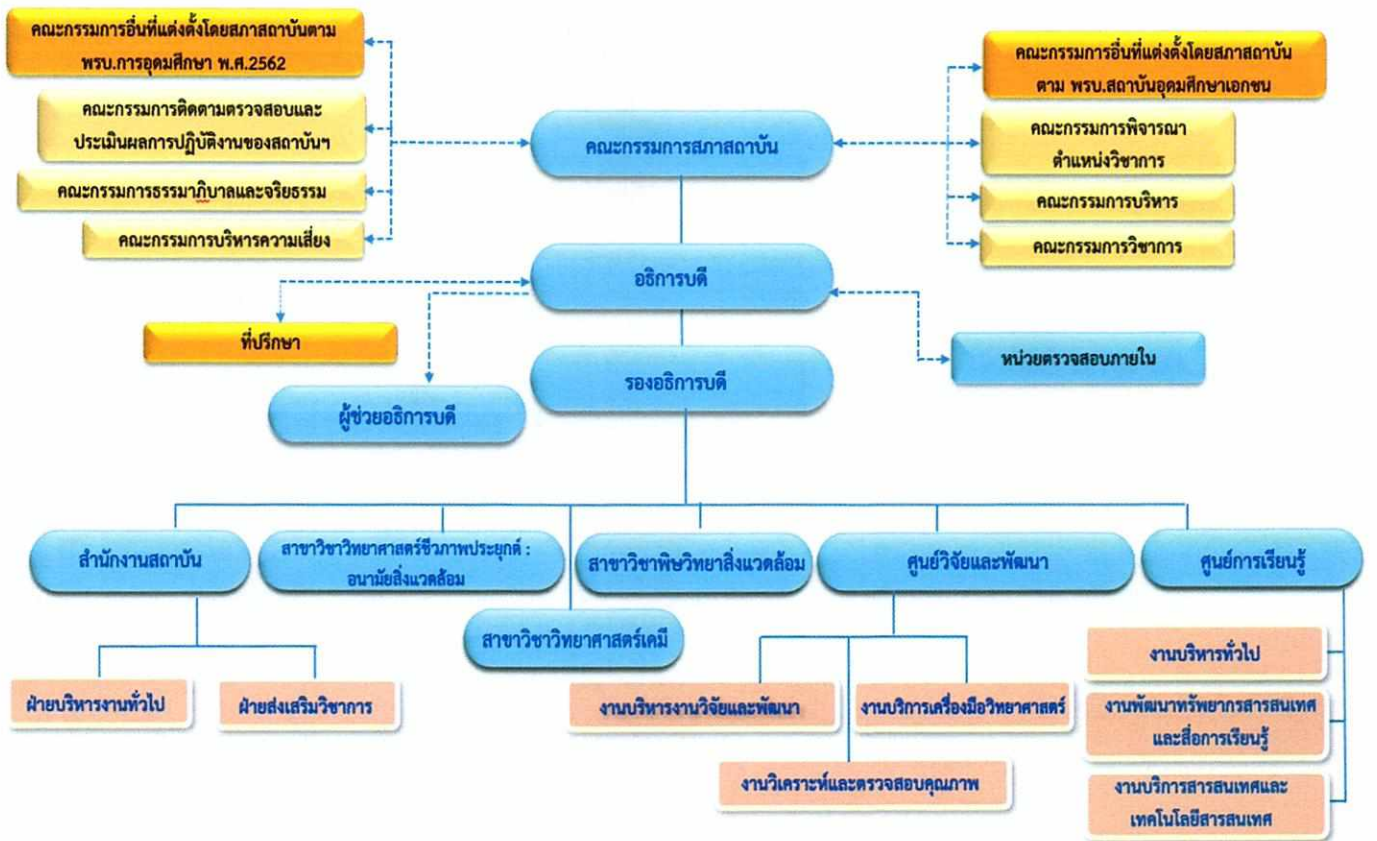 คณะกรรมการอื่นที่แต่งตั้งโดยสภาสถาบันตาม
พรบ.การอุดมศึกษา พ.ศ.2562
คณะกรรมการติดตามตรวจสอบและ
ประเมินผลการปฏิบัติงานของสถาบันฯ
คณะกรรมการธรรมาภิบาลและจริยธรรม
คณะกรรมการบริหารความเสี่ยง
คณะกรรมการสภาสถาบัน
คณะกรรมการอื่นที่แต่งตั้งโดยสภาสถาบัน
ตาม พรบ.สถาบันอุดมศึกษาเอกชน
คณะกรรมการพิจารณา
ตำแหน่งวิชาการ
คณะกรรมการบริหาร
คณะกรรมการวิชาการ
อธิการบดี
ที่ปรึกษา
หน่วยตรวจสอบภายใน
รองอธิการบดี
ผู้ช่วยอธิการบดี
สำนักงานสถาบัน
สาขาวิชาวิทยาศาสตร์ชีวภาพประยุกต์ :
อนามัยสิ่งแวดล้อม
สาขาวิชาพิษวิทยาสิ่งแวดล้อม
ศูนย์วิจัยและพัฒนา
ศูนย์การเรียนรู้
สาขาวิชาวิทยาศาสตร์เคมี
ฝ่ายบริหารงานทั่วไป
ฝ่ายส่งเสริมวิชาการ
งานบริหารงานวิจัยและพัฒนา
งานบริการเครื่องมือวิทยาศาสตร์
งานวิเคราะห์และตรวจสอบคุณภาพ
งานบริหารทั่วไป
งานพัฒนาทรัพยากรสารสนเทศ
และสื่อการเรียนรู้
งานบริการสารสนเทศและ
เทคโนโลยีสารสนเทศ